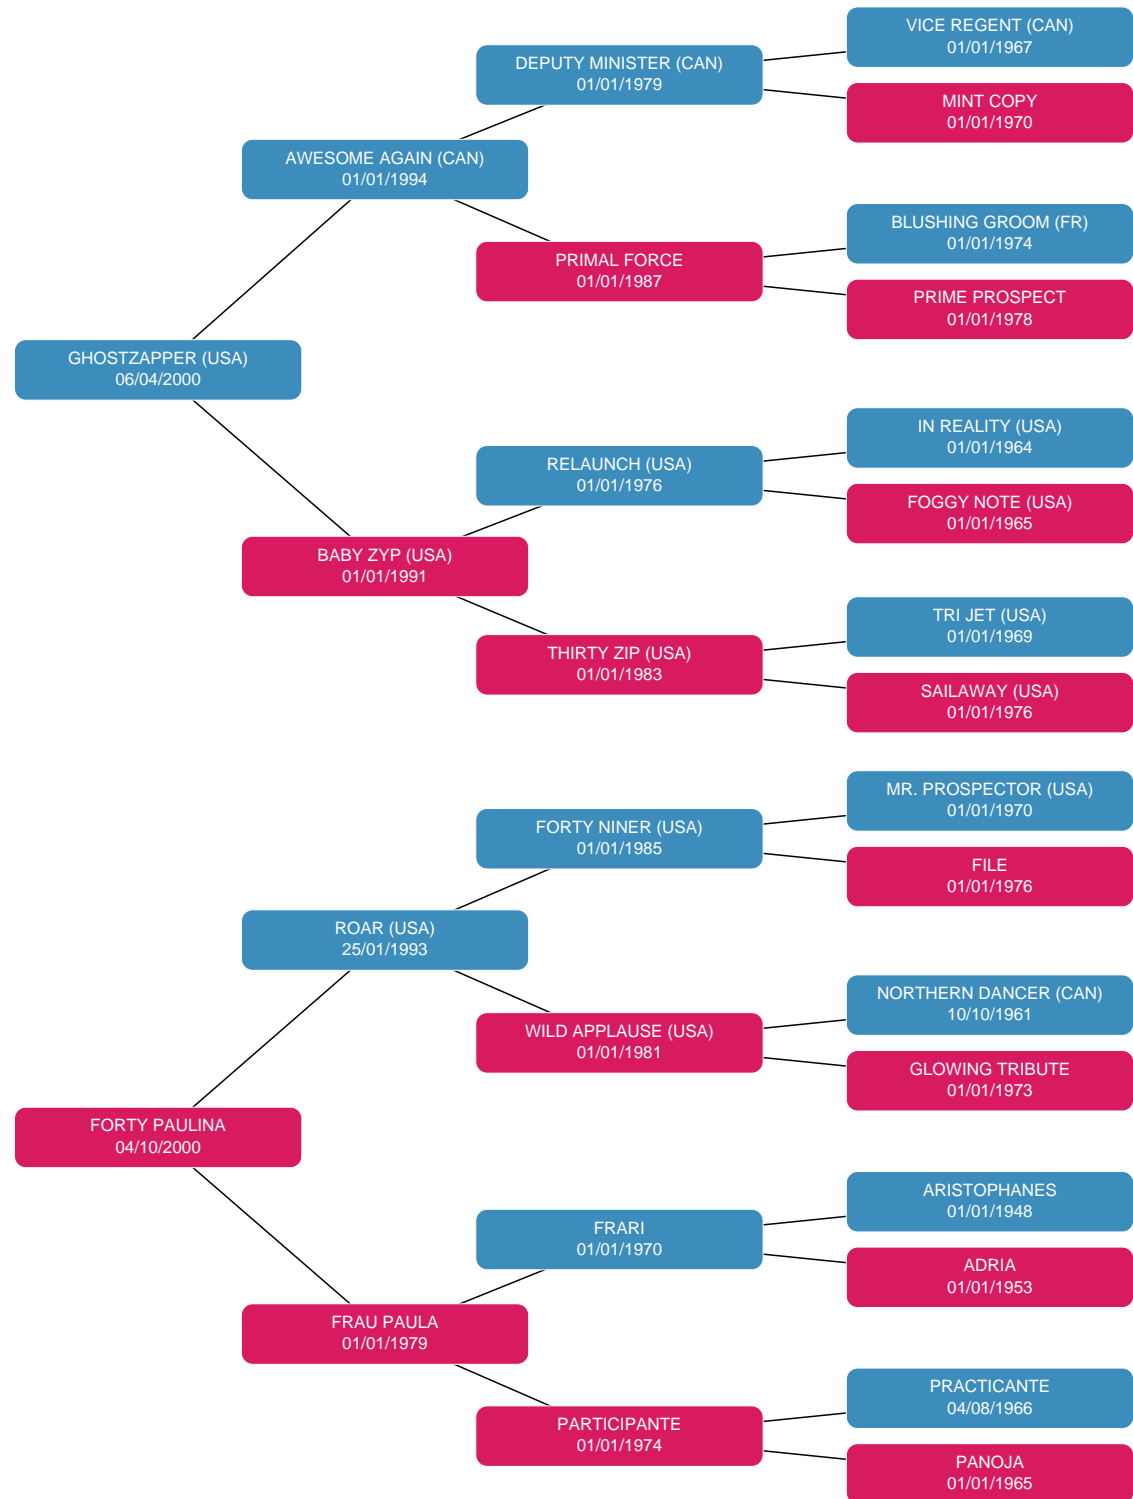 VICE REGENT (CAN)
01/01/1967
DEPUTY MINISTER (CAN)
01/01/1979
MINT COPY
01/01/1970
AWESOME AGAIN (CAN)
01/01/1994
BLUSHING GROOM (FR)
01/01/1974
PRIMAL FORCE
01/01/1987
PRIME PROSPECT
01/01/1978
GHOSTZAPPER (USA)
06/04/2000
IN REALITY (USA)
01/01/1964
RELAUNCH (USA)
01/01/1976
FOGGY NOTE (USA)
01/01/1965
BABY ZYP (USA)
01/01/1991
TRI JET (USA)
01/01/1969
THIRTY ZIP (USA)
01/01/1983
SAILAWAY (USA)
01/01/1976
MR. PROSPECTOR (USA)
01/01/1970
FORTY NINER (USA)
01/01/1985
FILE
01/01/1976
ROAR (USA)
25/01/1993
NORTHERN DANCER (CAN)
10/10/1961
WILD APPLAUSE (USA)
01/01/1981
GLOWING TRIBUTE
01/01/1973
FORTY PAULINA
04/10/2000
ARISTOPHANES
01/01/1948
FRARI
01/01/1970
ADRIA
01/01/1953
FRAU PAULA
01/01/1979
PRACTICANTE
04/08/1966
PARTICIPANTE
01/01/1974
PANOJA
01/01/1965